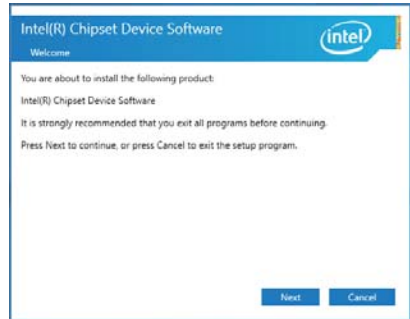 Intel(R) Chipset Device Software
intel
Welcome
You are about to install the following product:
Intel(R) Chipset Device Software
It is strongly recommended that you exit all programs before continuing.
Press Next to continue, or press Cancel to exit the setup program.
Next Cancel